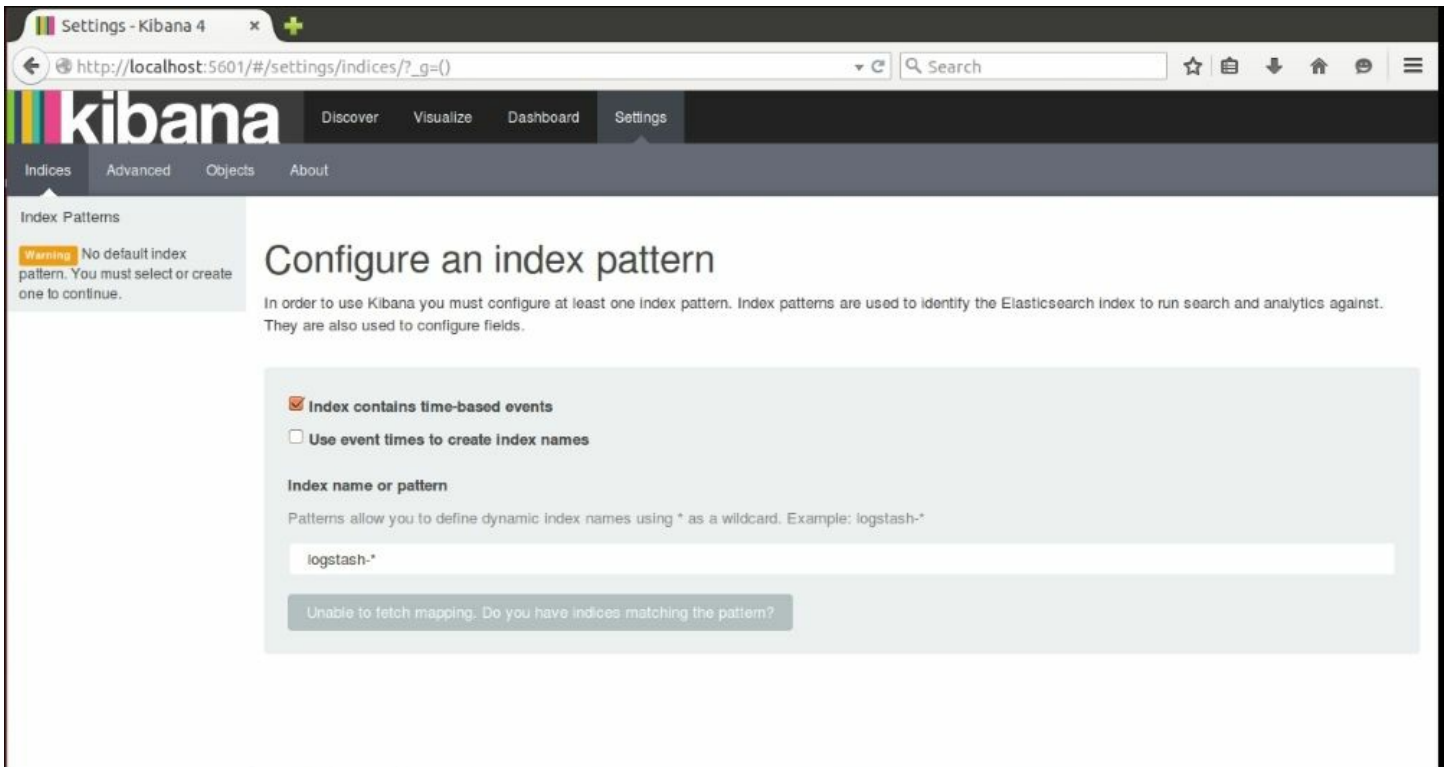 Settings - Kibana 4
http://localhost:5601/#/settings/indices/?_g=()
Search
kibana
Discover Visualize Dashboard Settings
Indices Advanced Objects About
Index Patterns
Warning No default index
pattern. You must select or create
one to continue.
Configure an index pattern
In order to use Kibana you must configure at least one index pattern. Index patterns are used to identify the Elasticsearch index to run search and analytics against.
They are also used to configure fields.
Index contains time-based events
Use event times to create index names
Index name or pattern
Patterns allow you to define dynamic index names using * as a wildcard. Example: logstash-*
logstash-*
Unable to fetch mapping. Do you have indices matching the pattern?